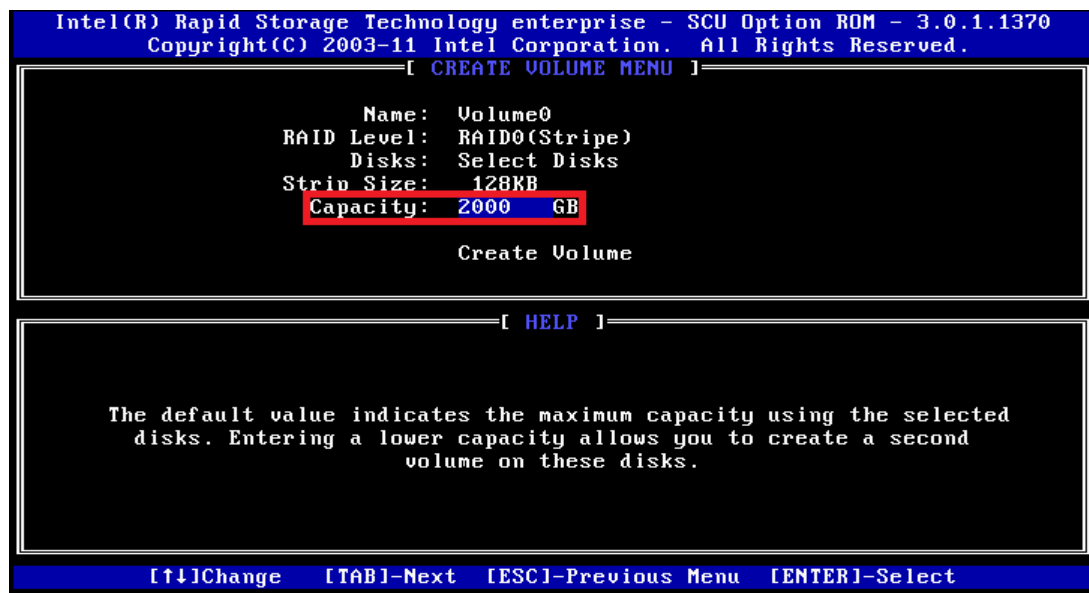 Intel(R) Rapid Storage Technology enterprise - SCU Option ROM - 3.0.1.1370
Copyright(C) 2003-11 Intel Corporation.  All Rights Reserved.
[ CREATE VOLUME MENU ]
Name: Volume0
RAID Level: RAID0(Stripe)
Disks: Select Disks
Strip Size: 128KB
Capacity: 2000 GB
Create Volume
[ HELP ]
The default value indicates the maximum capacity using the selected
disks. Entering a lower capacity allows you to create a second
volume on these disks.
[↑↓]Change [TAB]-Next [ESC]-Previous Menu [ENTER]-Select